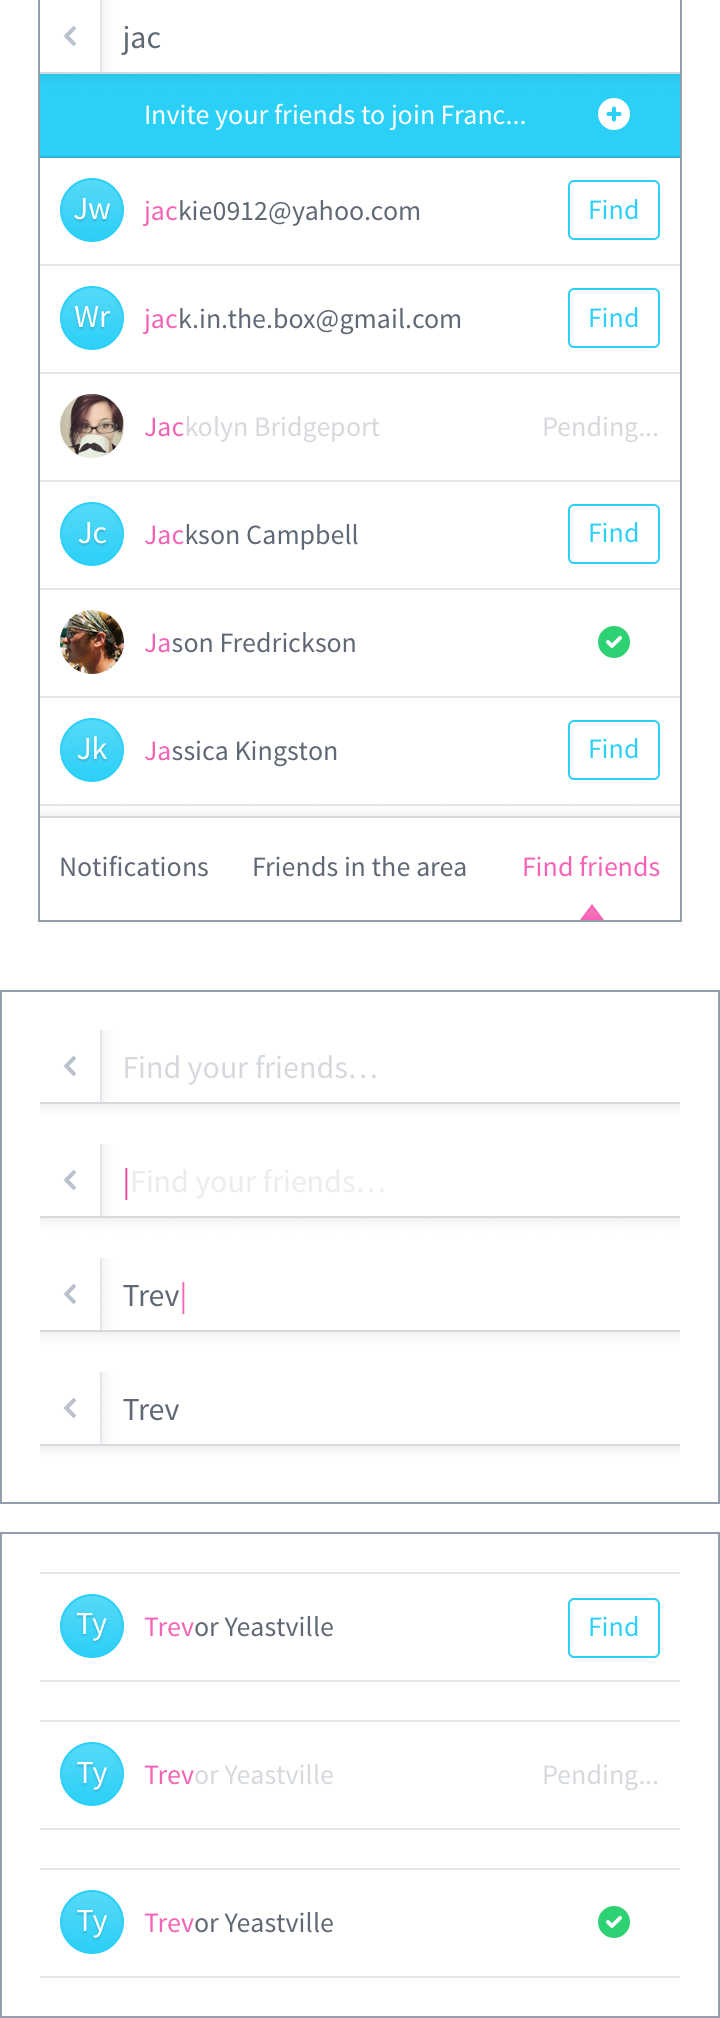 jac
Invite your friends to join Franc...
Jw jackie0912@yahoo.com Find
Wr jack.in.the.box@gmail.com Find
Jackolyn Bridgeport Pending...
Jc Jackson Campbell Find
Jason Fredrickson
Jk Jassica Kingston Find
Notifications Friends in the area Find friends
Find your friends...
Find your friends...
Trev
Trev
Ty Trevor Yeastville Find
Ty Trevor Yeastville Pending...
Ty Trevor Yeastville